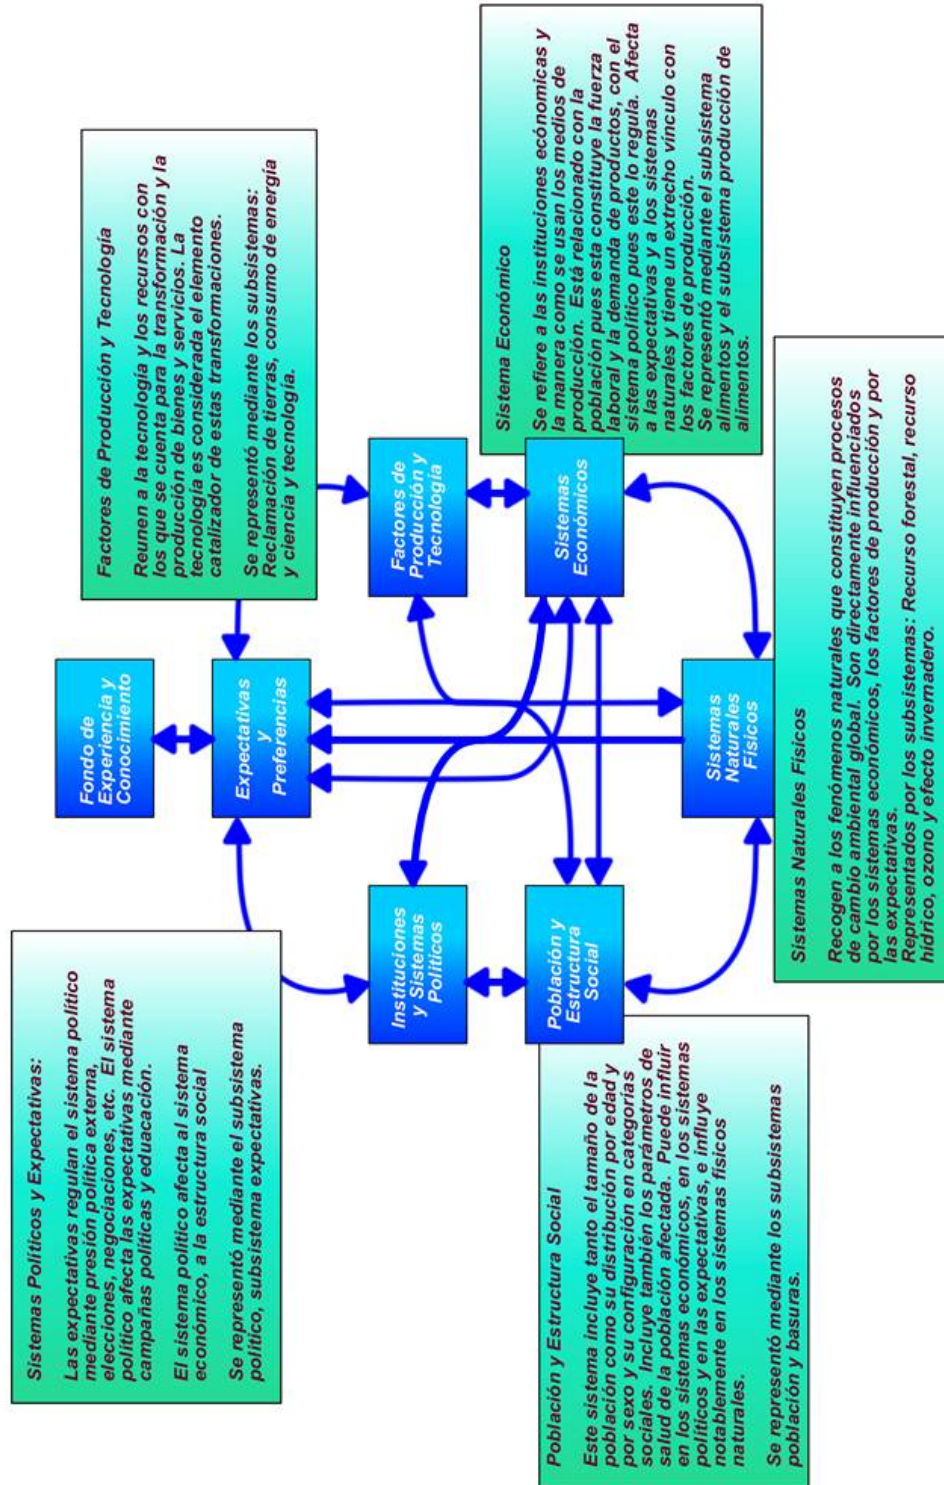 Sistemas Políticos y Expectativas:
Las expectativas regulan el sistema político
mediante presión política externa,
elecciones, negociaciones, etc. El sistema
político afecta las expectativas mediante
campañas políticas y eduacación.
El sistema político afecta al sistema
económico, a la estructura social
Se representó mediante el subsistema
político, subsistema expectativas.
Fondo de
Experiencia y
Conocimiento
Expectativas
y
Preferencias
Factores de Producción y Tecnología
Reunen a la tecnología y los recursos con
los que se cuenta para la transformación y la
producción de bienes y servicios. La
tecnología es considerada el elemento
catalizador de estas transformaciones.
Se representó mediante los subsistemas:
Reclamación de tierras, consumo de energía
y ciencia y tecnología.
Instituciones
y Sistemas
Políticos
Factores de
Producción y
Tecnología
Población y
Estructura
Social
Sistemas
Económicos
Sistema Económico
Se refiere a las instituciones ecónomicas y
la manera como se usan los medios de
producción. Está relacionado con la
población pues esta constituye la fuerza
laboral y la demanda de productos, con el
sistema político pues este lo regula. Afecta
a las expectativas y a los sistemas
naturales y tiene un extrecho vínculo con
los factores de producción.
Se representó mediante el subsistema
alimentos y el subsistema producción de
alimentos.
Población y Estructura Social
Este sistema incluye tanto el tamaño de la
población como su distribución por edad y
por sexo y su configuración en categorías
sociales. Incluye también los parámetros de
salud de la población afectada. Puede influir
en los sistemas económicos, en los sistemas
políticos y en las expectativas, e influye
notablemente en los sistemas físicos
naturales.
Se representó mediante los subsistemas
población y basuras.
Sistemas
Naturales
Físicos
Sistemas Naturales Físicos
Recogen a los fenómenos naturales que constituyen procesos
de cambio ambiental global. Son directamente influenciados
por los sistemas económicos, los factores de producción y por
las expectativas.
Representados por los subsistemas: Recurso forestal, recurso
hídrico, ozono y efecto invernadero.